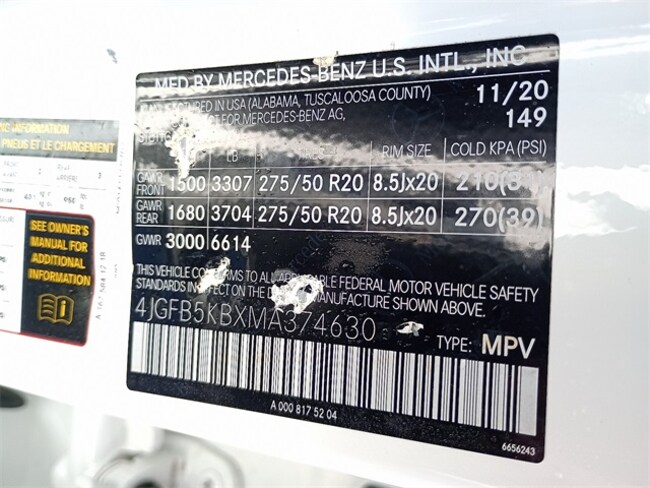 MFD BY MERCEDES-BENZ U.S. INTL., INC
MANUFACTURED IN USA (ALABAMA, TUSCALOOSA COUNTY) 11/20
FOR MERCEDES-BENZ AG, 149
LB RIM SIZE COLD KPA (PSI)
GAWR FRONT 1500 3307 275/50 R20 8.5Jx20
GAWR REAR 1680 3704 275/50 R20 8.5Jx20 270(39)
GVWR 3000 6614
THIS VEHICLE CONFORMS TO ALL APPLICABLE FEDERAL MOTOR VEHICLE SAFETY
STANDARDS IN EFFECT ON THE DATE OF MANUFACTURE SHOWN ABOVE.
4JGFB5KBXMA374630
TYPE: MPV
A 000 817 52 04
6656243
PNEUS ET LE CHARGEMENT
SEE OWNER'S
MANUAL FOR
ADDITIONAL
INFORMATION